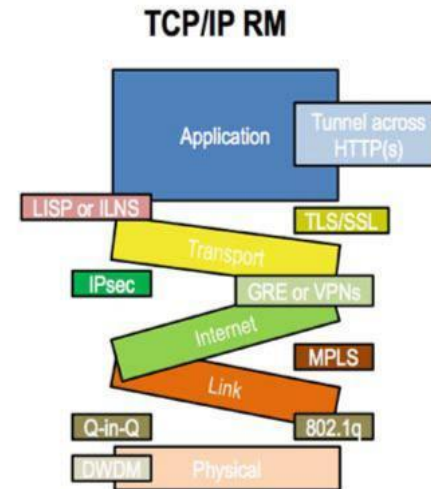 TCP/IP RM
Application
Tunnel across
HTTP(s)
LISP or ILNS
TLS/SSL
Transport
IPsec
GRE or VPNs
Internet
MPLS
Link
Q-in-Q
802.1q
DWDM
Physical